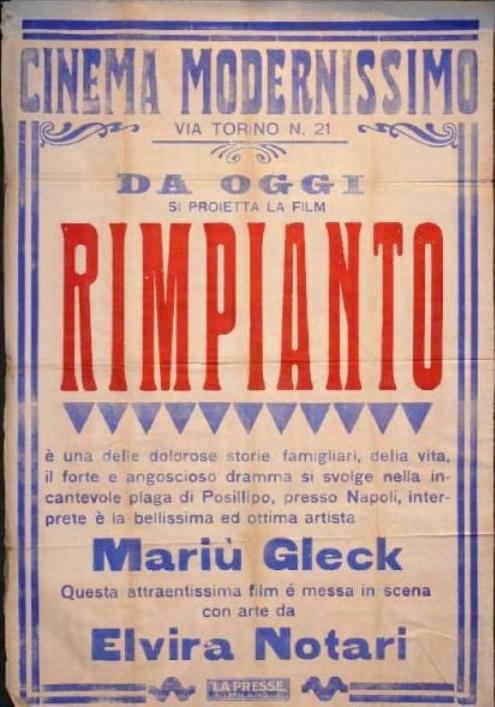 CINEMA MODERNISSIMO
VIA TORINO N. 21
DA OGGI
SI PROIETTA LA FILM
RIMPIANTO
è una delle dolorose storie famigliari, della vita,
il forte e angoscioso dramma si svolge nella in-
cantevole plaga di Posillipo, presso Napoli, inter-
prete è la bellissima ed ottima artista
Mariù Gleck
Questa attraentissima film é messa in scena
con arte da
Elvira Notari
LA PRESSE